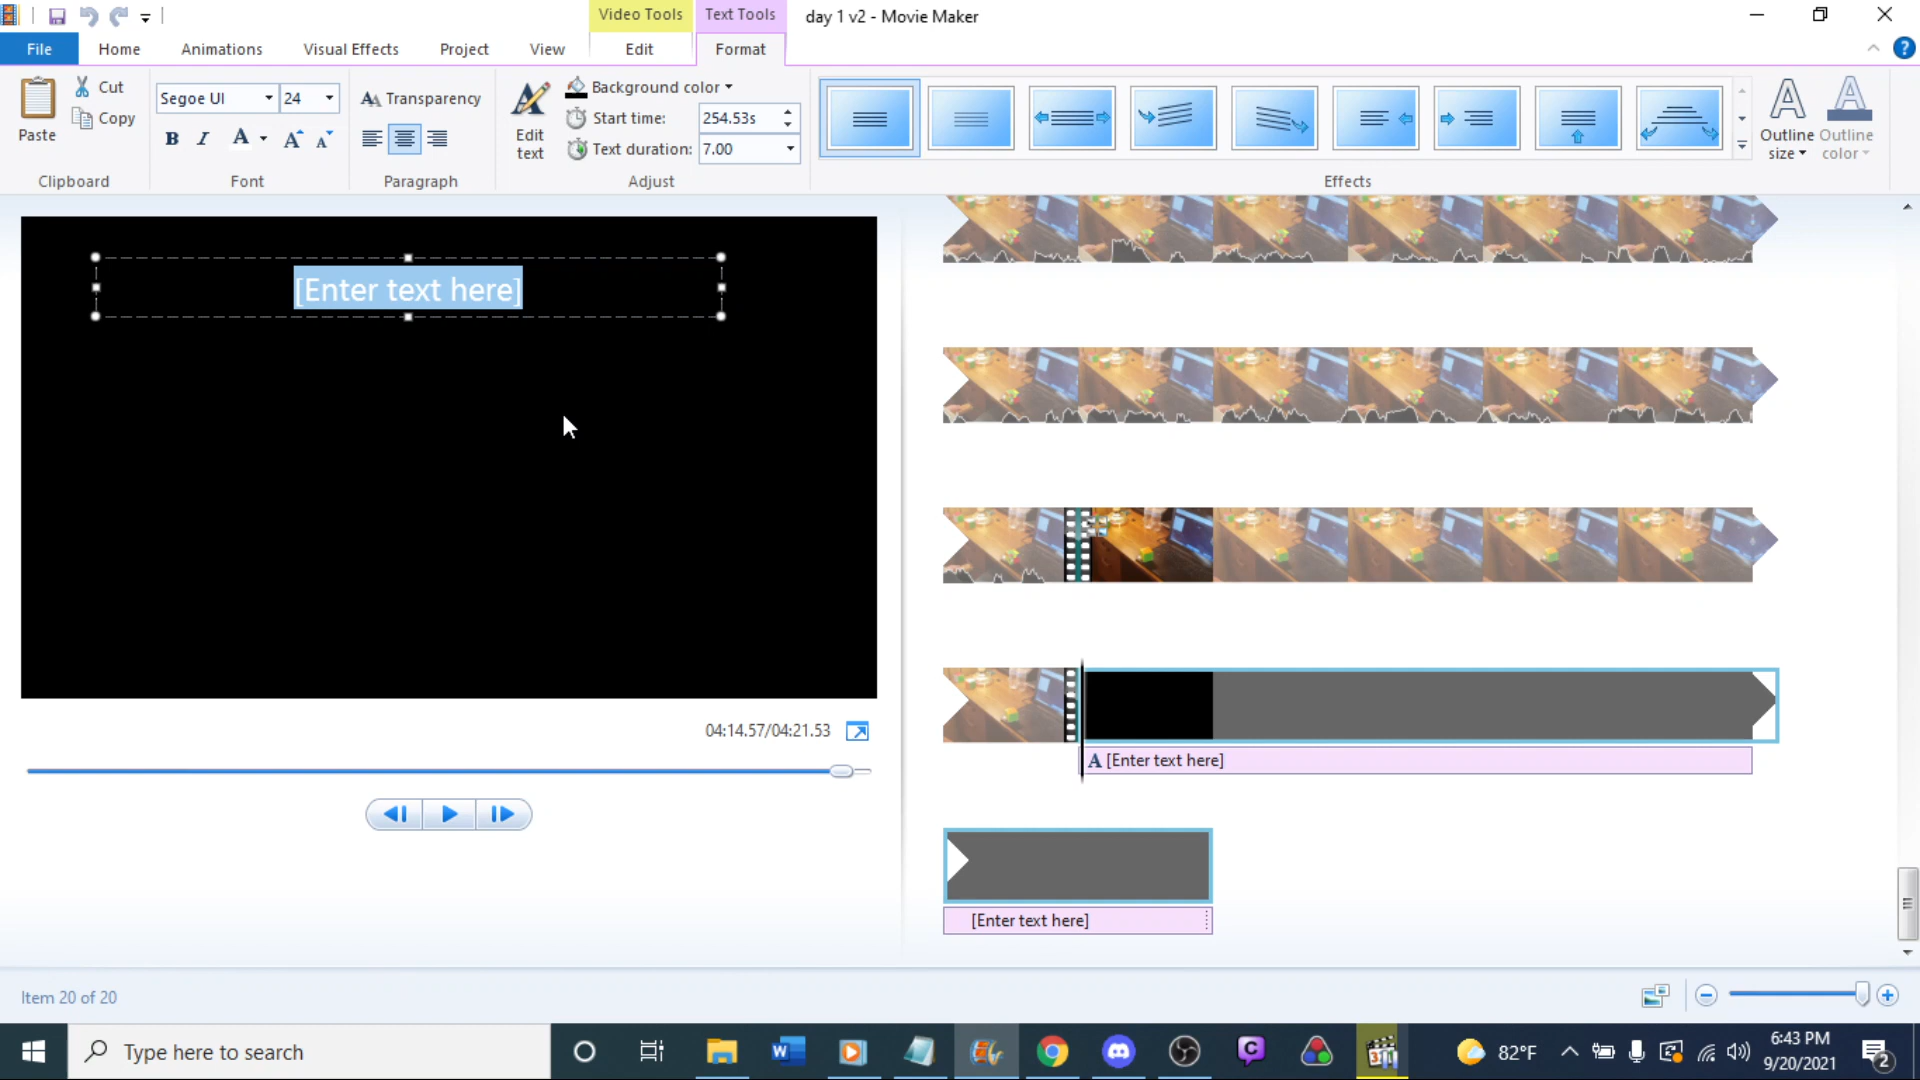 Video Tools
Text Tools
day 1 v2 - Movie Maker
File
Home
Animations
Visual Effects
Project
View
Edit
Format
?
Paste
Cut
Copy
Clipboard
Segoe UI
24
B
I
A
A
A
Font
Transparency
Paragraph
Edit
text
Background color
Start time:
254.53s
Text duration:
7.00
Adjust
Effects
Outline
size
Outline
color
[Enter text here]
04:14.57/04:21.53
A [Enter text here]
[Enter text here]
Item 20 of 20
Type here to search
82°F
6:43 PM
9/20/2021
2